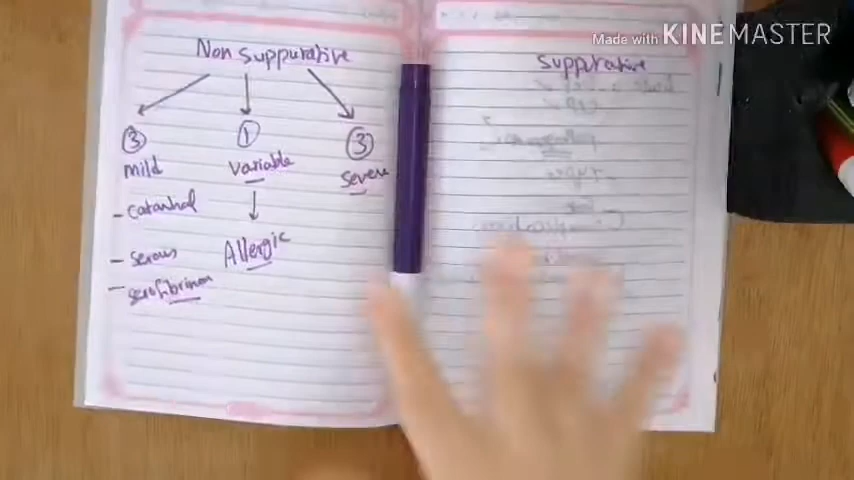 Made with KINEMASTER
Non Suppurative
Suppurative
③ ① ③
Mild Variable Severe
- Catarrhal
- Serous Allergic
- Serofibrinous